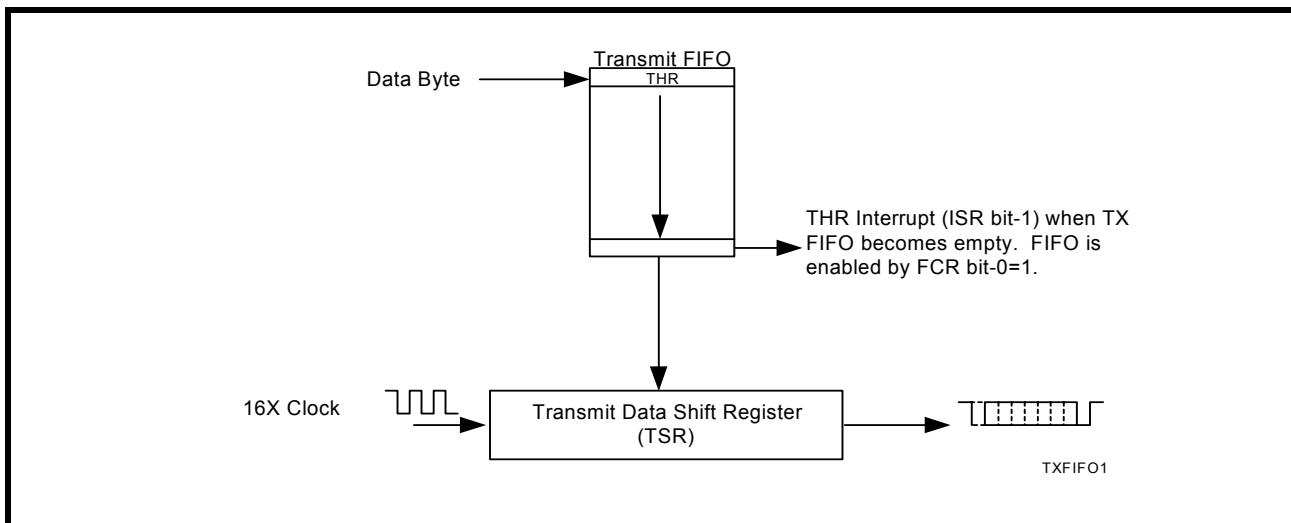 Transmit FIFO
Data Byte
THR
THR Interrupt (ISR bit-1) when TX
FIFO becomes empty. FIFO is
enabled by FCR bit-0=1.
16X Clock
Transmit Data Shift Register
(TSR)
TXFIFO1